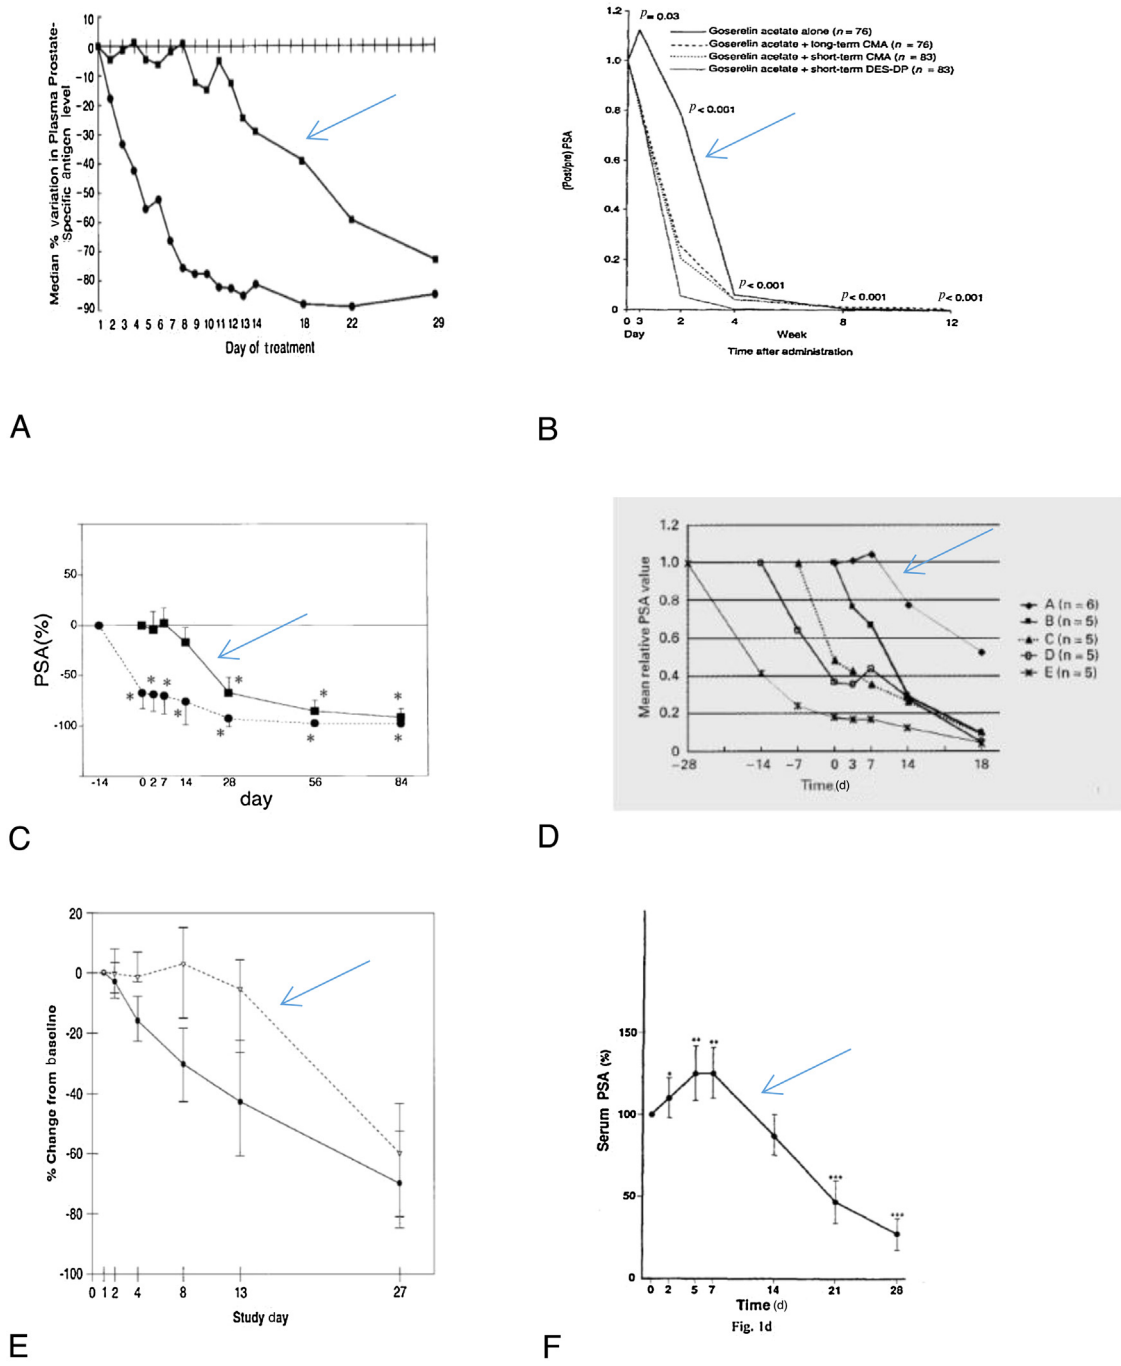 10
0
-10
-20
-30
-40
-50
-60
-70
-80
-90
Median % variation in Plasma Prostate-
Specific antigen level
1 2 3 4 5 6 7 8 9 10 11 12 13 14 18 22 29
Day of treatment
A
1.2
1.0
0.8
0.6
0.4
0.2
0
(Post/pre) PSA
p=0.03
Goserelin acetate alone (n=76)
Goserelin acetate + long-term CMA (n = 76)
Goserelin acetate + short-term CMA (n = 83)
Goserelin acetate + short-term DES-DP (n = 83)
p<0.001
p<0.001
p<0.001
p<0.001
0 3 2 4 8 12
Day Week
Time after administration
B
50
0
-50
-100
PSA(%)
* * * * * * * * * *
-14 0 2 7 14 28 56 84
day
C
1.2
1.0
0.8
0.6
0.4
0.2
0
Mean relative PSA value
A (n = 6)
B (n = 5)
C (n = 5)
D (n = 5)
E (n = 5)
-28 -14 -7 0 3 7 14 18
Time (d)
D
20
0
-20
-40
-60
-80
-100
% Change from baseline
0 1 2 4 8 13 27
Study day
E
150
100
50
0
Serum PSA (%)
* ** ** *** ***
0 2 5 7 14 21 28
Time (d)
Fig. 1d
F